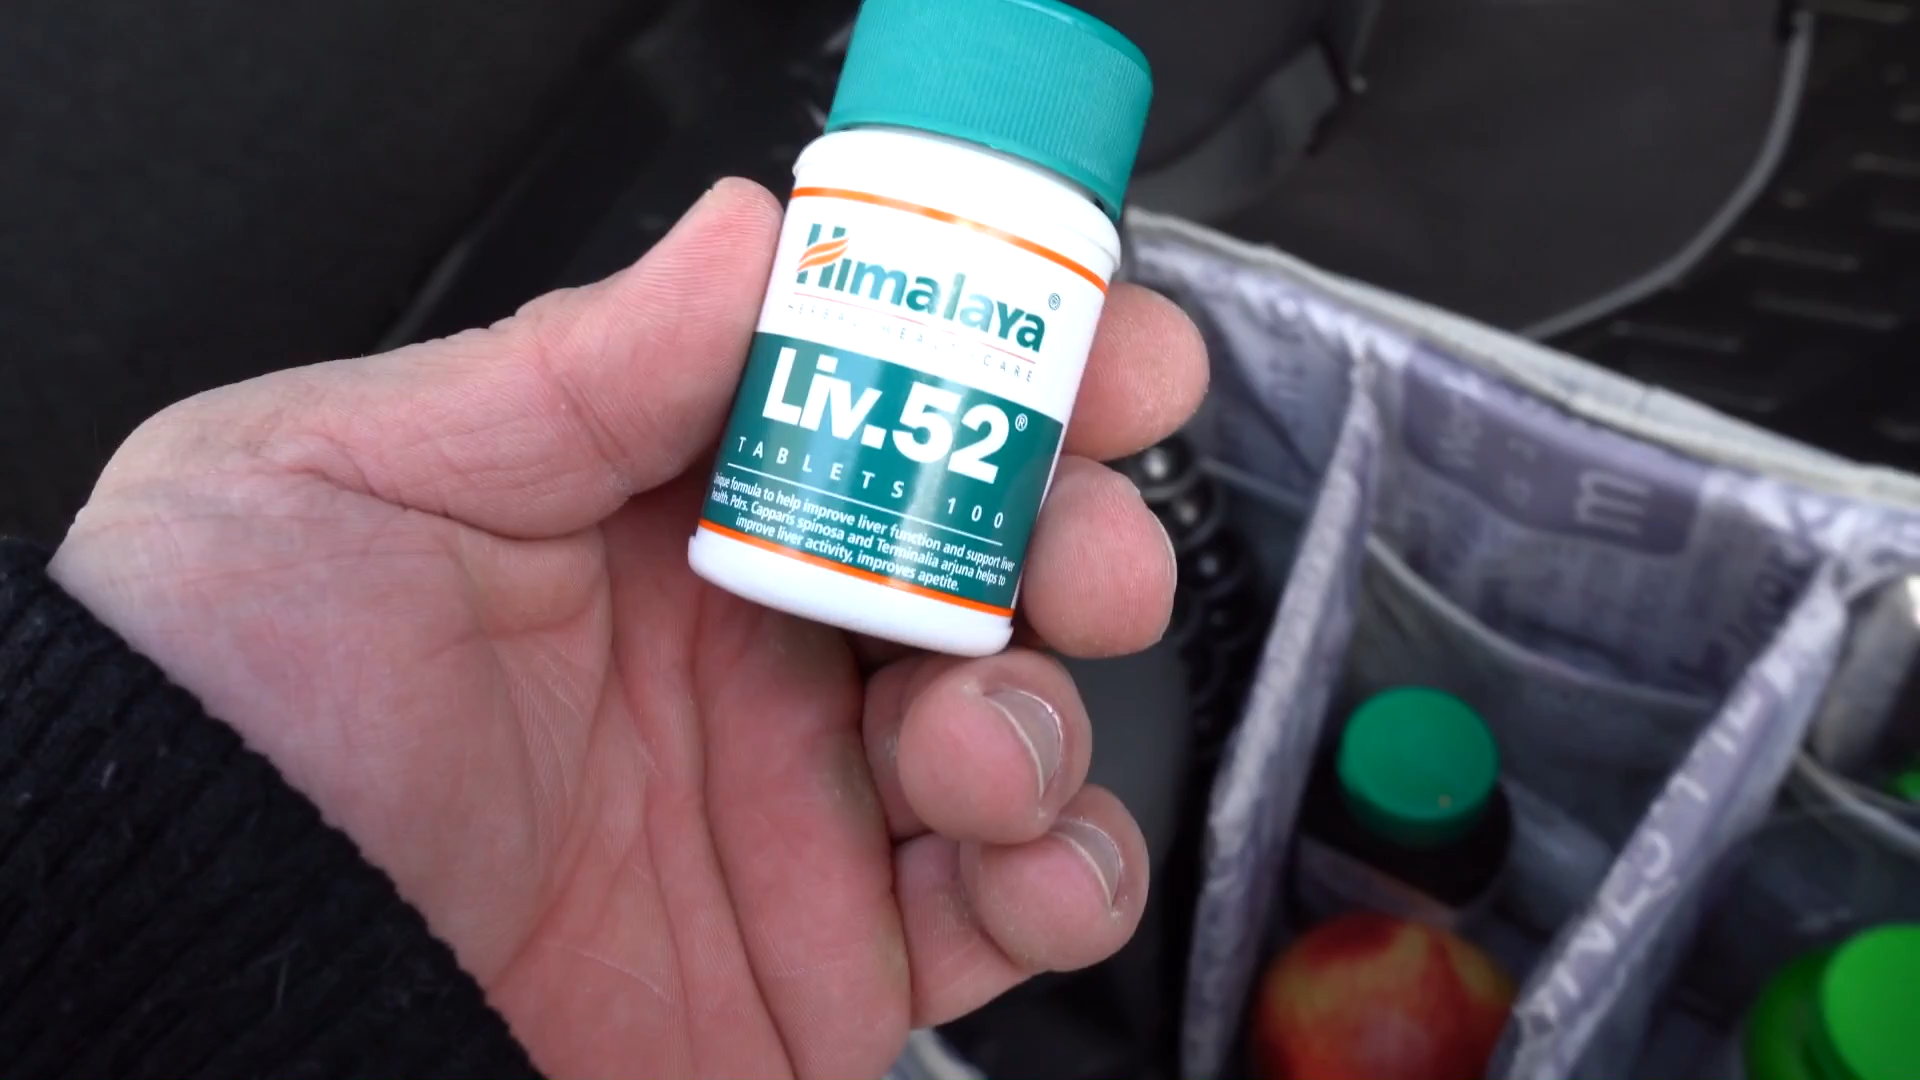 Himalaya®
HERBAL HEALTHCARE
Liv.52®
TABLETS 100
Unique formula to help improve liver function and support liver
health. Pdrs. Capparis spinosa and Terminalia arjuna helps to
improve liver activity, improves apetite.
m